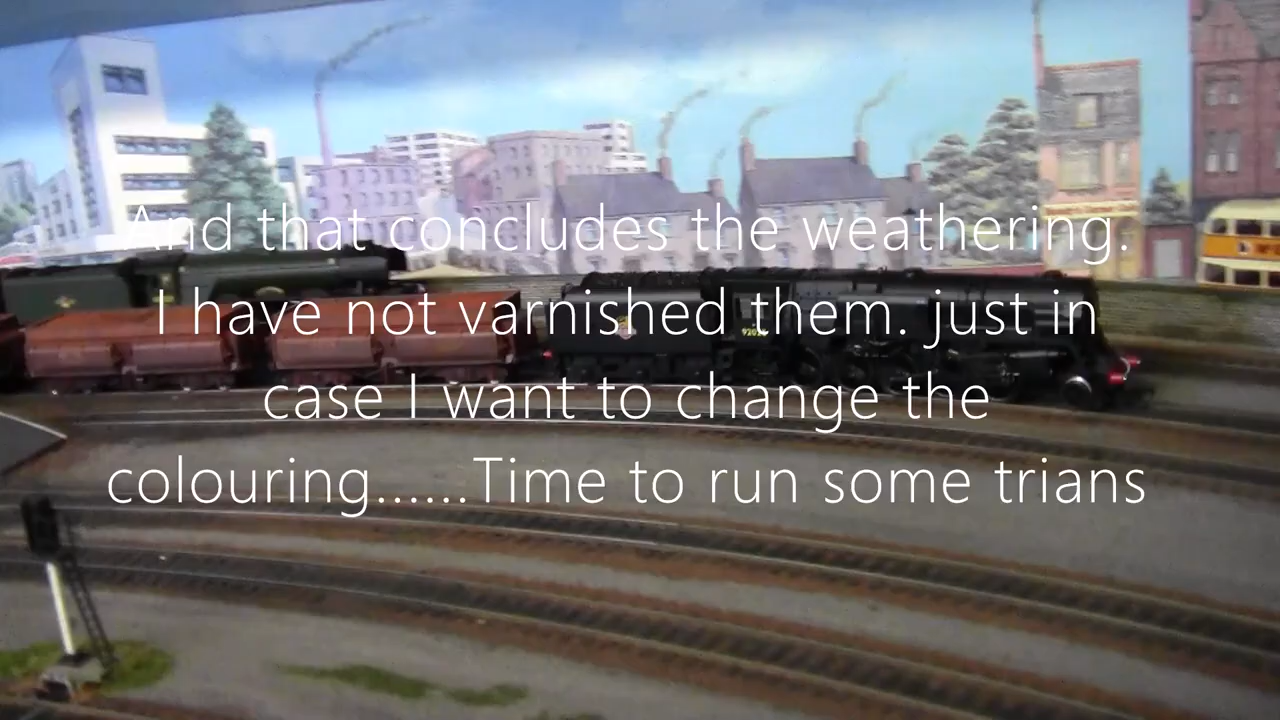 And that concludes the weathering.
I have not varnished them. just in
case I want to change the
colouring......Time to run some trians